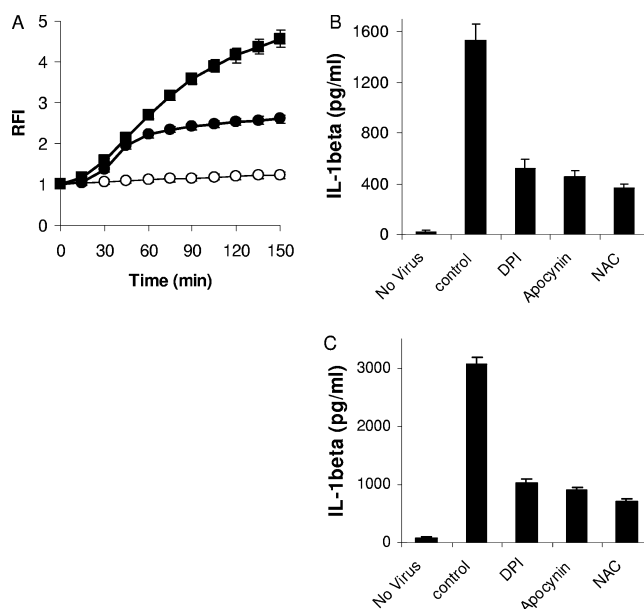 A
5
4
3
2
1
0
RFI
0 30 60 90 120 150
Time (min)
B
1600
1200
800
400
0
IL-1beta (pg/ml)
No Virus
control
DPI
Apocynin
NAC
C
3000
2000
1000
0
IL-1beta (pg/ml)
No Virus
control
DPI
Apocynin
NAC